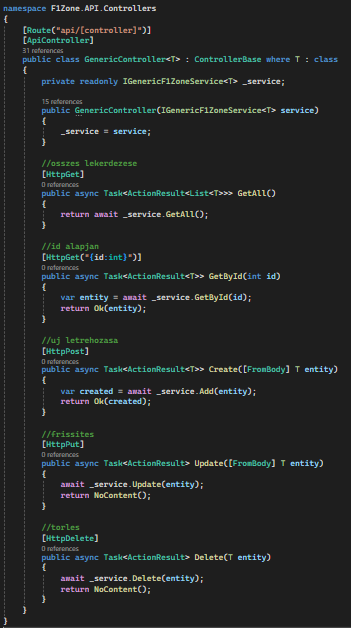 namespace F1Zone.API.Controllers
{
[Route("api/[controller]")]
[ApiController]
31 references
public class GenericController<T> : ControllerBase where T : class
{
private readonly IGenericF1ZoneService<T> _service;
15 references
public GenericController(IGenericF1ZoneService<T> service)
{
_service = service;
}
//osszes lekerdezese
[HttpGet]
0 references
public async Task<ActionResult<List<T>>> GetAll()
{
return await _service.GetAll();
}
//id alapjan
[HttpGet("{id:int}")]
0 references
public async Task<ActionResult<T>> GetById(int id)
{
var entity = await _service.GetById(id);
return Ok(entity);
}
//uj letrehozasa
[HttpPost]
0 references
public async Task<ActionResult<T>> Create([FromBody] T entity)
{
var created = await _service.Add(entity);
return Ok(created);
}
//frissites
[HttpPut]
0 references
public async Task<ActionResult> Update([FromBody] T entity)
{
await _service.Update(entity);
return NoContent();
}
//torles
[HttpDelete]
0 references
public async Task<ActionResult> Delete(T entity)
{
await _service.Delete(entity);
return NoContent();
}
}
}